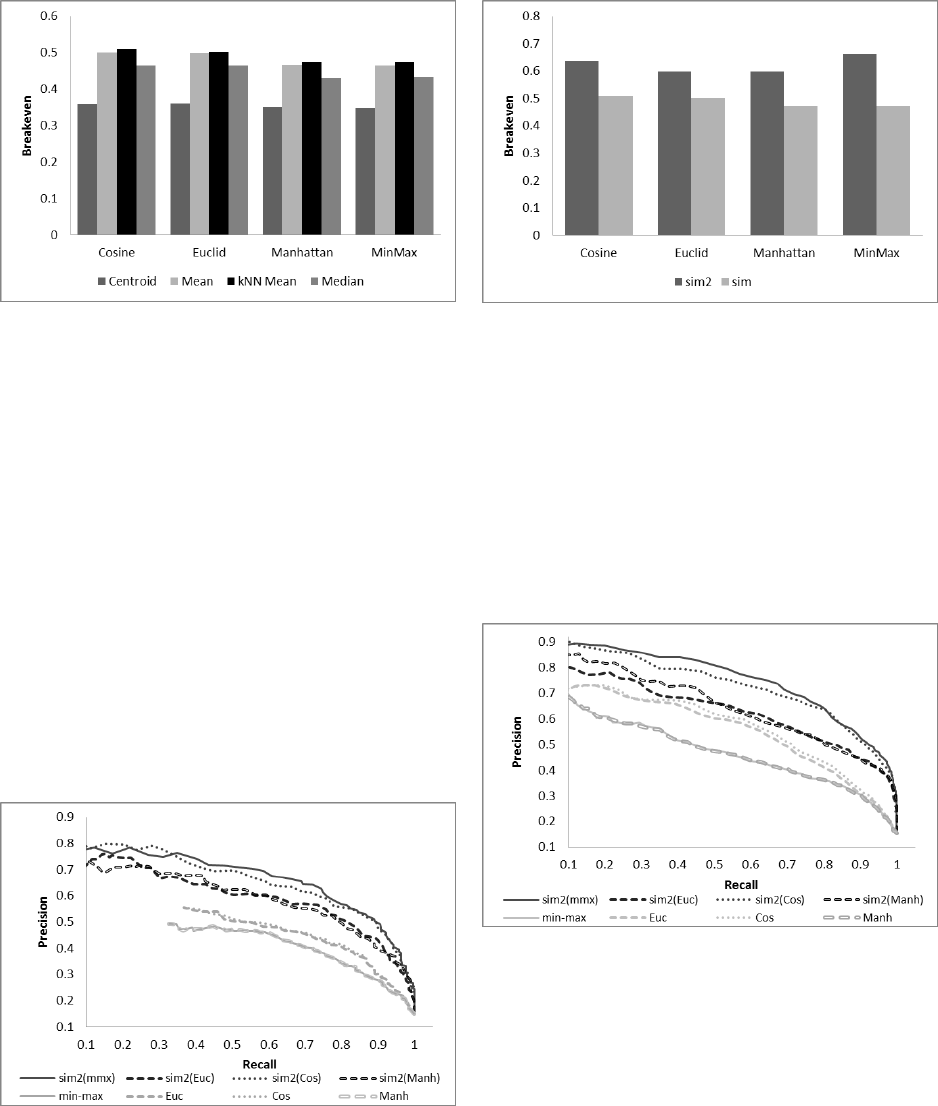 0.6
0.5
0.4
0.3
0.2
0.1
0
Breakeven
Cosine Euclid Manhattan MinMax
Centroid Mean kNN Mean Median
0.8
0.7
0.6
0.5
0.4
0.3
0.2
0.1
0
Breakeven
Cosine Euclid Manhattan MinMax
sim2 sim
0.9
0.8
0.7
0.6
0.5
0.4
0.3
0.2
0.1
Precision
0.1 0.2 0.3 0.4 0.5 0.6 0.7 0.8 0.9 1
Recall
sim2(mmx) sim2(Euc) sim2(Cos) sim2(Manh)
min-max Euc Cos Manh
0.9
0.8
0.7
0.6
0.5
0.4
0.3
0.2
0.1
Precision
0.1 0.2 0.3 0.4 0.5 0.6 0.7 0.8 0.9 1
Recall
sim2(mmx) sim2(Euc) sim2(Cos) sim2(Manh)
min-max Euc Cos Manh